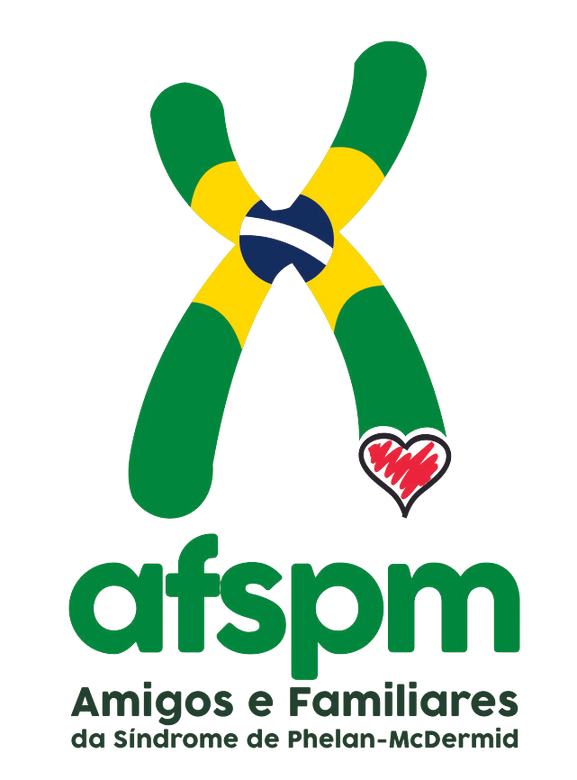 afspm
Amigos e Familiares
da Síndrome de Phelan-McDermid